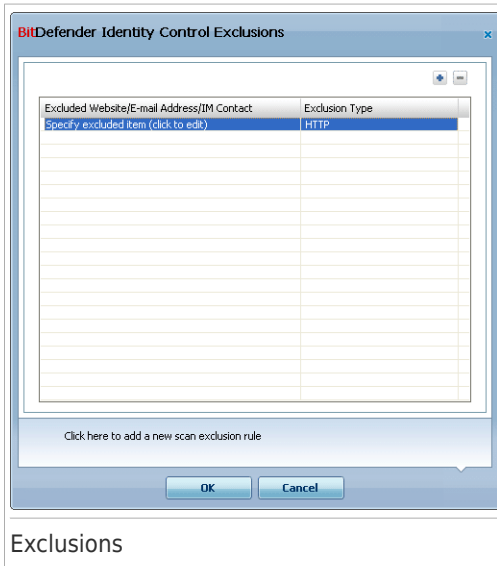 BitDefender Identity Control Exclusions
Excluded Website/E-mail Address/IM Contact Exclusion Type
Specify excluded item (click to edit) HTTP
Click here to add a new scan exclusion rule
OK Cancel
Exclusions